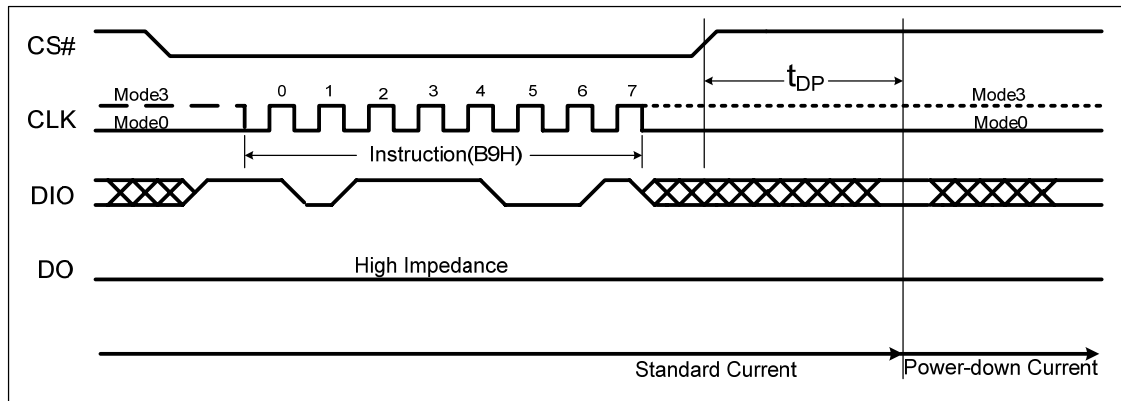 CS#
t_DP
0 1 2 3 4 5 6 7
Mode3 Mode3
CLK
Mode0 Mode0
Instruction(B9H)
DIO
DO
High Impedance
Standard Current Power-down Current